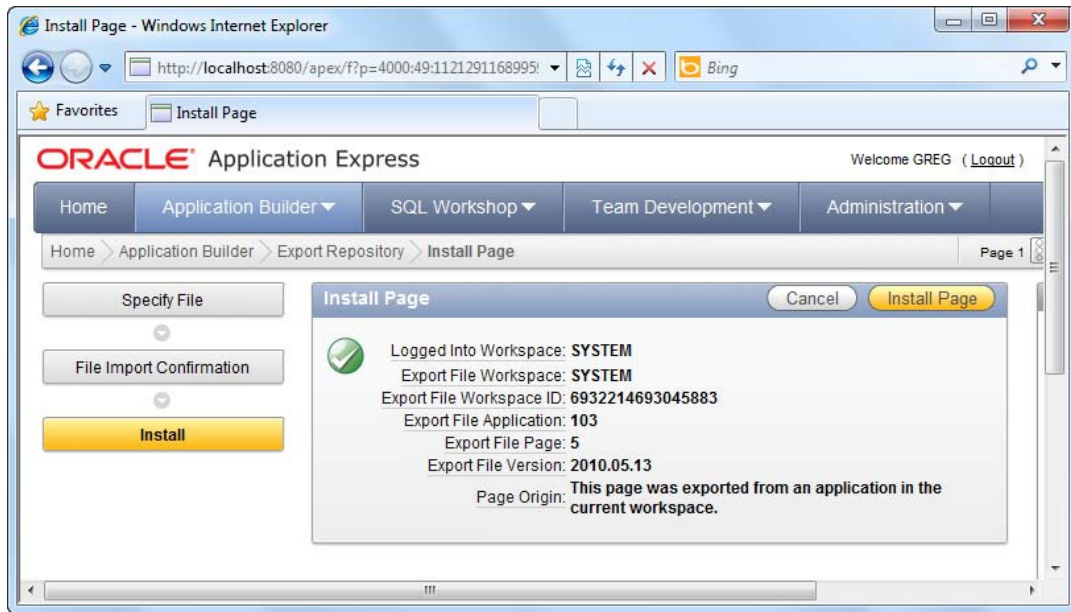 Install Page - Windows Internet Explorer
http://localhost:8080/apex/f?p=4000:49:1121291168995
Bing
Favorites
Install Page
ORACLE Application Express
Welcome GREG ( Logout )
Home
Application Builder
SQL Workshop
Team Development
Administration
Home > Application Builder > Export Repository > Install Page
Page 1
Specify File
File Import Confirmation
Install
Install Page
Cancel
Install Page
Logged Into Workspace: SYSTEM
Export File Workspace: SYSTEM
Export File Workspace ID: 6932214693045883
Export File Application: 103
Export File Page: 5
Export File Version: 2010.05.13
Page Origin: This page was exported from an application in the
current workspace.